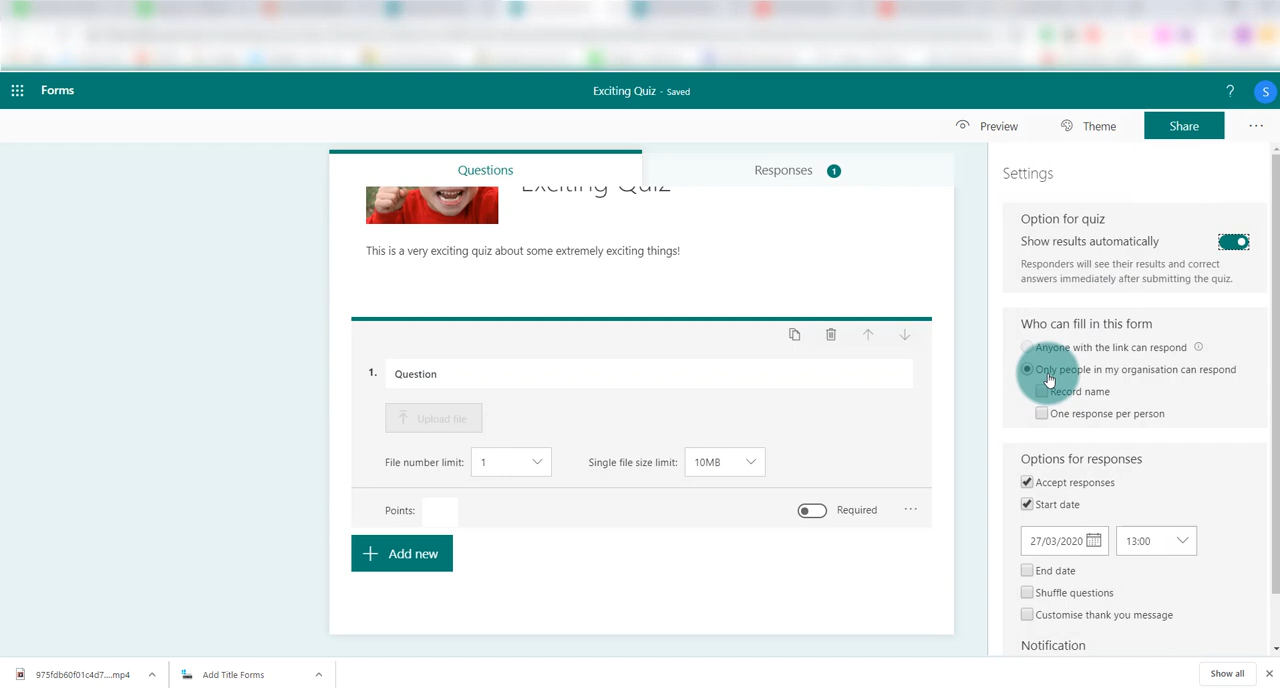 Forms
Exciting Quiz - Saved
?
S
Preview
Theme
Share
Questions
Responses 1
Exciting Quiz
This is a very exciting quiz about some extremely exciting things!
1. Question
Upload file
File number limit: 1
Single file size limit: 10MB
Points:
Required
Add new
Settings
Option for quiz
Show results automatically
Responders will see their results and correct
answers immediately after submitting the quiz.
Who can fill in this form
Anyone with the link can respond
Only people in my organisation can respond
Record name
One response per person
Options for responses
Accept responses
Start date
27/03/2020 13:00
End date
Shuffle questions
Customise thank you message
Notification
975fdb60f01c4d7....mp4
Add Title Forms
Show all